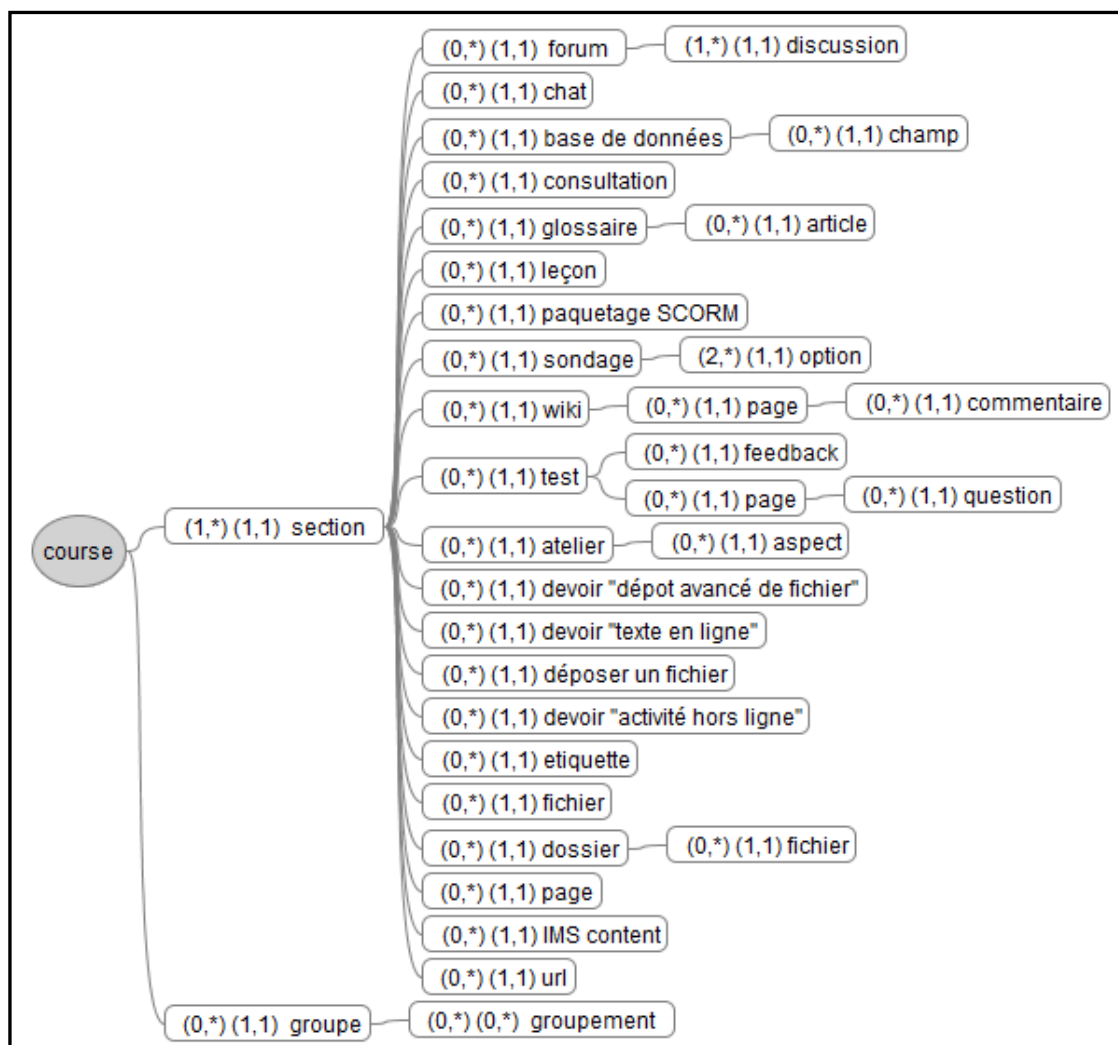 (0,*) (1,1) forum
(1,*) (1,1) discussion
(0,*) (1,1) chat
(0,*) (1,1) base de données
(0,*) (1,1) champ
(0,*) (1,1) consultation
(0,*) (1,1) glossaire
(0,*) (1,1) article
(0,*) (1,1) leçon
(0,*) (1,1) paquetage SCORM
(0,*) (1,1) sondage
(2,*) (1,1) option
(0,*) (1,1) wiki
(0,*) (1,1) page
(0,*) (1,1) commentaire
(0,*) (1,1) test
(0,*) (1,1) feedback
(0,*) (1,1) page
(0,*) (1,1) question
course
(1,*) (1,1) section
(0,*) (1,1) atelier
(0,*) (1,1) aspect
(0,*) (1,1) devoir "dépot avancé de fichier"
(0,*) (1,1) devoir "texte en ligne"
(0,*) (1,1) déposer un fichier
(0,*) (1,1) devoir "activité hors ligne"
(0,*) (1,1) etiquette
(0,*) (1,1) fichier
(0,*) (1,1) dossier
(0,*) (1,1) fichier
(0,*) (1,1) page
(0,*) (1,1) IMS content
(0,*) (1,1) url
(0,*) (1,1) groupe
(0,*) (0,*) groupement